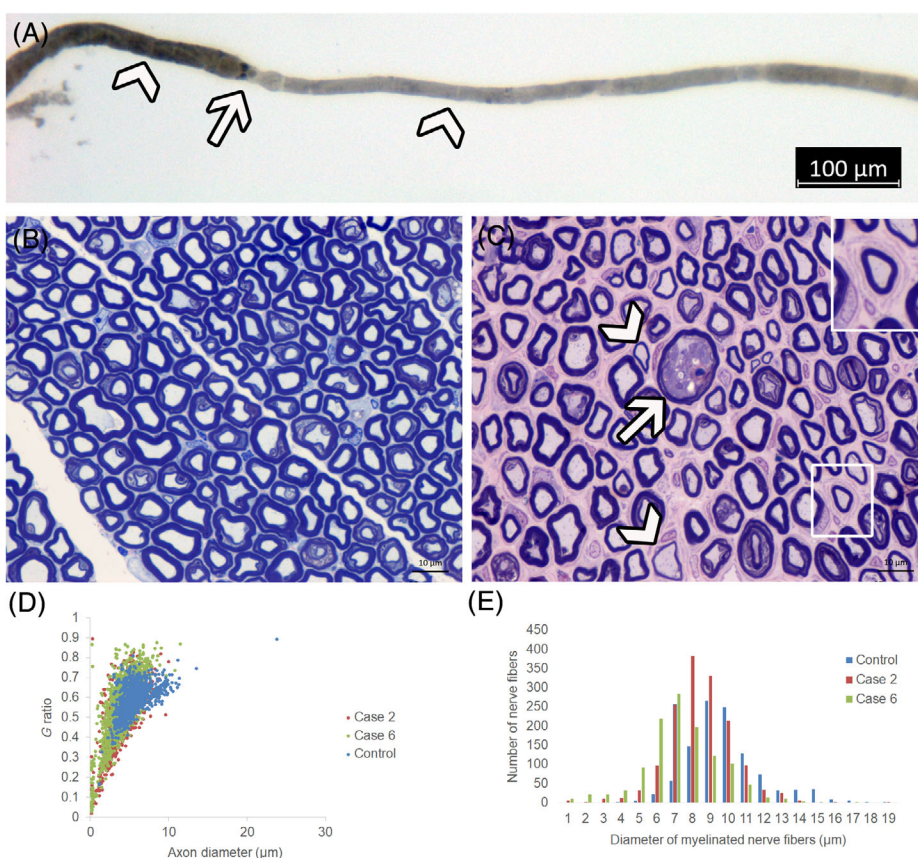 (A)
100 µm
(B)
10 µm
(C)
10 µm
(D)
1
0.9
0.8
0.7
0.6
0.5
0.4
0.3
0.2
0.1
0
G ratio
0 10 20 30
Axon diameter (µm)
Case 2
Case 6
Control
(E)
450
400
350
300
250
200
150
100
50
0
Number of nerve fibers
1 2 3 4 5 6 7 8 9 10 11 12 13 14 15 16 17 18 19
Diameter of myelinated nerve fibers (µm)
Control
Case 2
Case 6